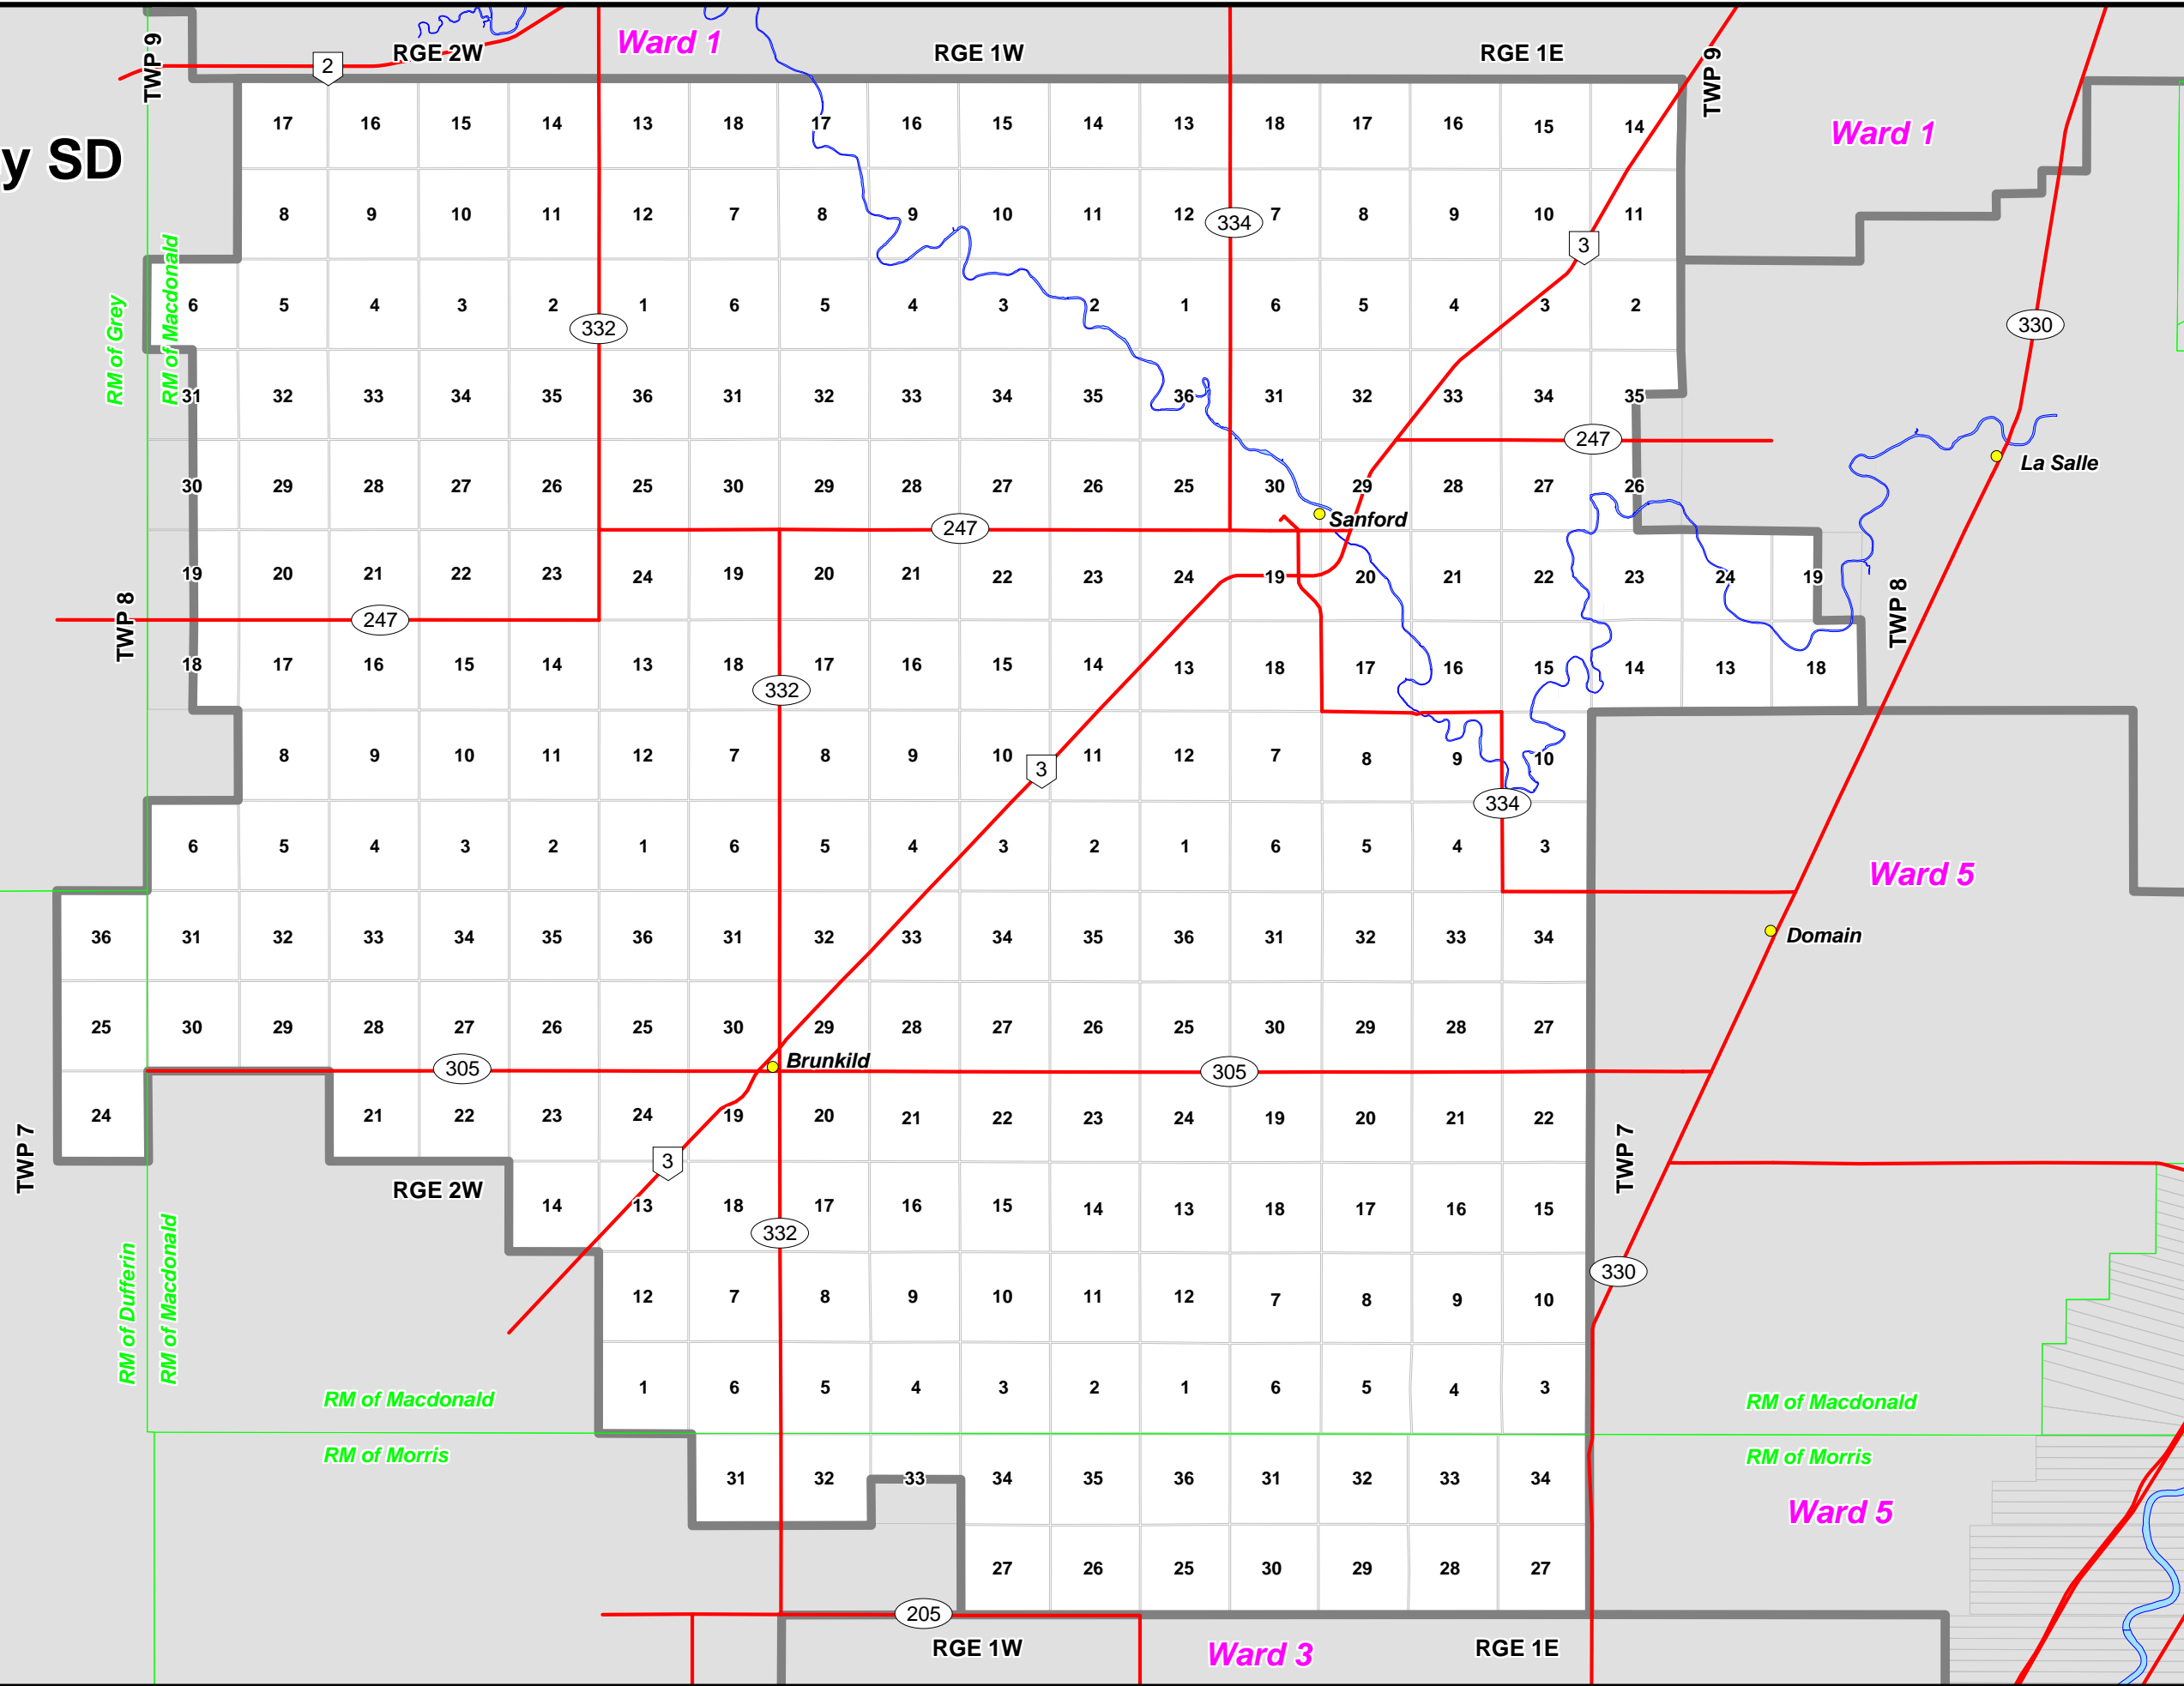 Ward 1
RGE 2W
RGE 1W
RGE 1E
TWP 9
TWP 9
2
y SD
Ward 1
17 16 15 14 13 18 17 16 15 14 13 18 17 16 15 14
8 9 10 11 12 7 8 9 10 11 12 334 7 8 9 10 11
3
RM of Grey
RM of Macdonald
6 5 4 3 2 1 6 5 4 3 2 1 6 5 4 3 2
332
330
31 32 33 34 35 36 31 32 33 34 35 36 31 32 33 34 35
247
La Salle
30 29 28 27 26 25 30 29 28 27 26 25 30 29 28 27 26
Sanford
247
19 20 21 22 23 24 19 20 21 22 23 24 19 20 21 22 23 24 19
TWP 8
TWP 8
247
18 17 16 15 14 13 18 17 16 15 14 13 18 17 16 15 14 13 18
332
8 9 10 11 12 7 8 9 10 11 12 7 8 9 10
3
334
6 5 4 3 2 1 6 5 4 3 2 1 6 5 4 3
Ward 5
36 31 32 33 34 35 36 31 32 33 34 35 36 31 32 33 34
Domain
25 30 29 28 27 26 25 30 29 28 27 26 25 30 29 28 27
Brunkild
305
305
24 21 22 23 24 19 20 21 22 23 24 19 20 21 22
TWP 7
TWP 7
3
RGE 2W
14 13 18 17 16 15 14 13 18 17 16 15
332
330
RM of Dufferin
RM of Macdonald
12 7 8 9 10 11 12 7 8 9 10
1 6 5 4 3 2 1 6 5 4 3
RM of Macdonald
RM of Macdonald
RM of Morris
RM of Morris
31 32 33 34 35 36 31 32 33 34
Ward 5
27 26 25 30 29 28 27
205
RGE 1W
Ward 3
RGE 1E